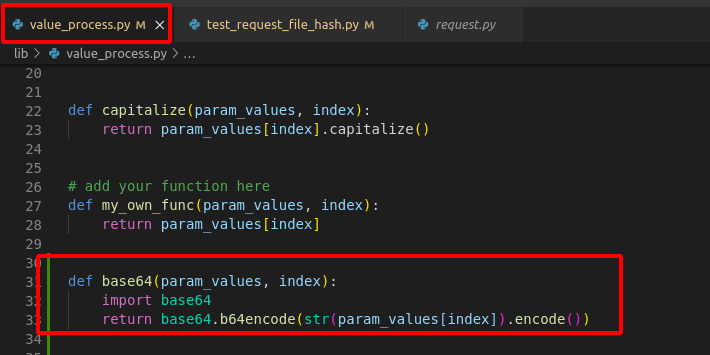 value_process.py M ×
test_request_file_hash.py M
request.py
lib > value_process.py > ...
20
21
22 def capitalize(param_values, index):
23     return param_values[index].capitalize()
24
25
26 # add your function here
27 def my_own_func(param_values, index):
28     return param_values[index]
29
30
31 def base64(param_values, index):
32     import base64
33     return base64.b64encode(str(param_values[index]).encode())
34